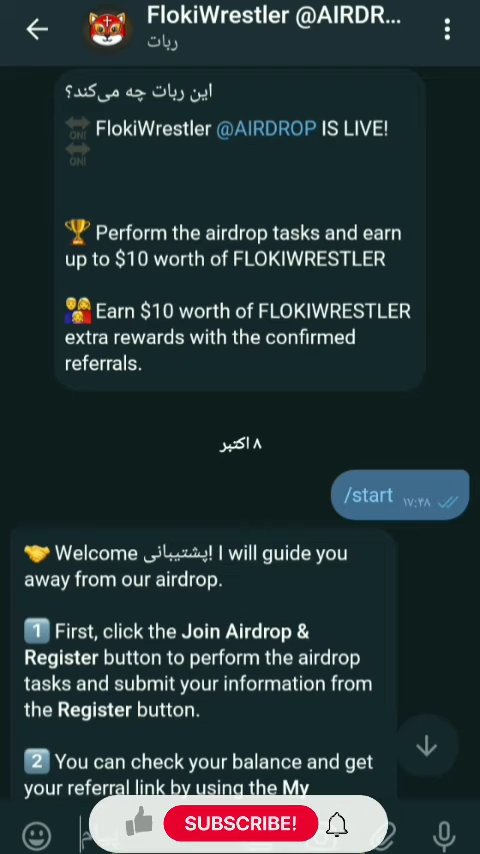 FlokiWrestler @AIRDR...
ربات
این ربات چه می‌کند؟
ON! FlokiWrestler @AIRDROP IS LIVE!
ON!
🏆 Perform the airdrop tasks and earn
up to $10 worth of FLOKIWRESTLER
👨‍👩‍👦 Earn $10 worth of FLOKIWRESTLER
extra rewards with the confirmed
referrals.
۸ اکتبر
/start ۱۷:۳۸
🤝 Welcome پشتیبانی! I will guide you
away from our airdrop.
1 First, click the Join Airdrop &
Register button to perform the airdrop
tasks and submit your information from
the Register button.
2 You can check your balance and get
your referral link by using the My
SUBSCRIBE!